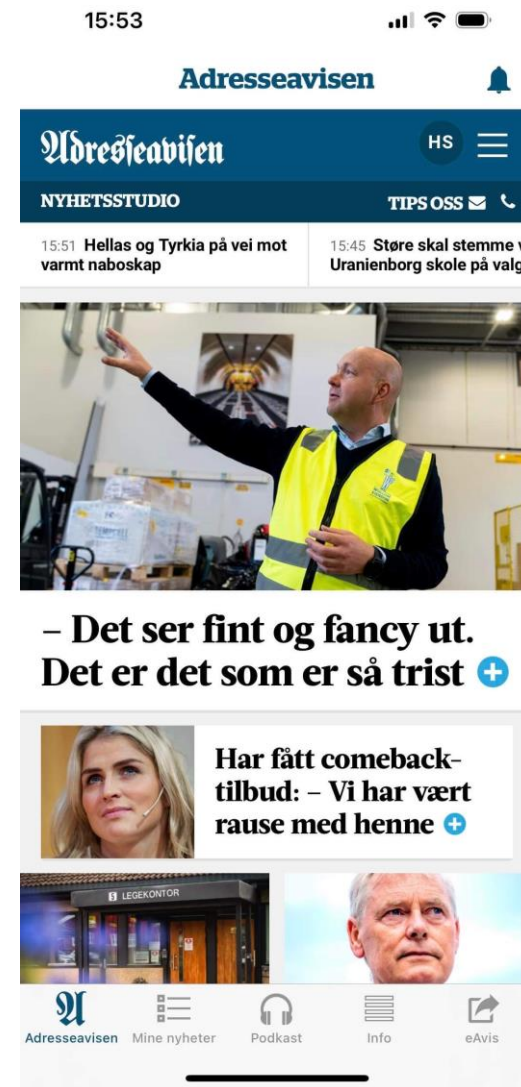 15:53
Adresseavisen
Adresseavisen
HS
NYHETSSTUDIO
TIPS OSS
15:51 Hellas og Tyrkia på vei mot
varmt naboskap
15:45 Støre skal stemme
Uranienborg skole på valg
– Det ser fint og fancy ut.
Det er det som er så trist
Har fått comeback-
tilbud: – Vi har vært
rause med henne
LEGEKONTOR
Adresseavisen
Mine nyheter
Podkast
Info
eAvis